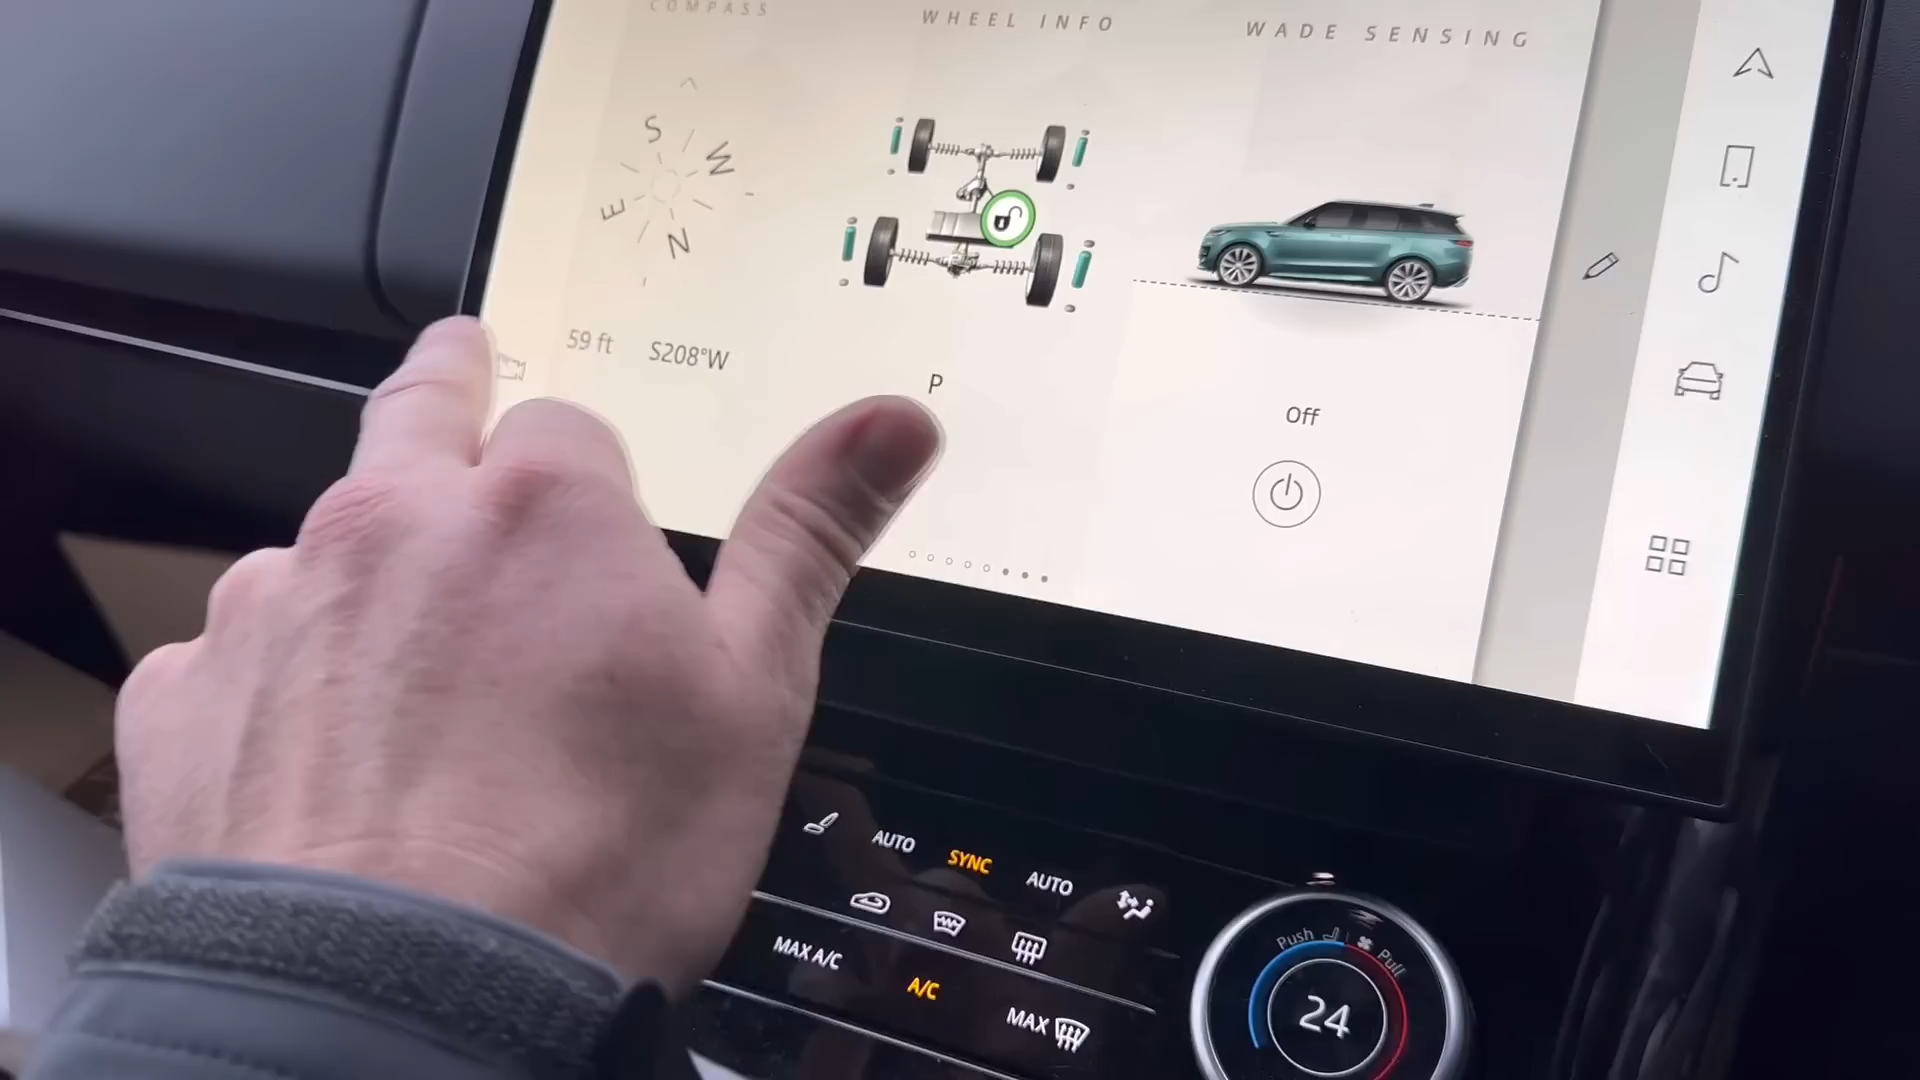 COMPASS
WHEEL INFO
WADE SENSING
S
W
E
N
59 ft
S208°W
P
Off
AUTO
SYNC
AUTO
MAX A/C
A/C
MAX
Push
Pull
24